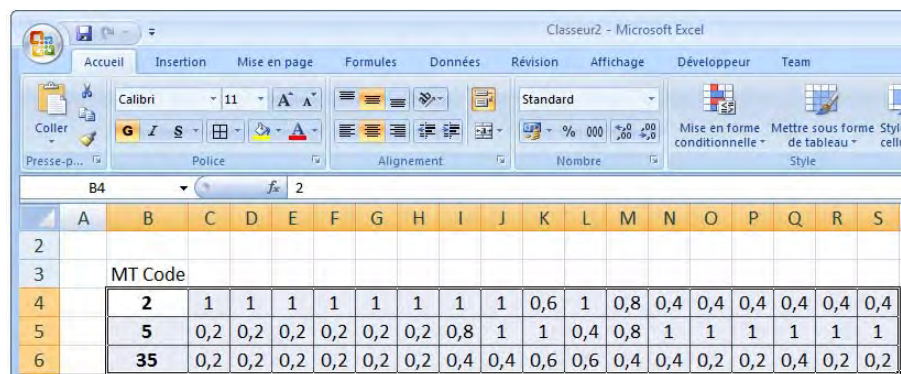 Classeur2 - Microsoft Excel
Accueil Insertion Mise en page Formules Données Révision Affichage Développeur Team
Calibri 11 A A Standard
Coller G I S A % 000 ,00 ,00 Mise en forme conditionnelle Mettre sous forme de tableau
Presse-p... Police Alignement Nombre Style
B4 fx 2
A B C D E F G H I J K L M N O P Q R S
2
3 MT Code
4 2 1 1 1 1 1 1 1 1 0,6 1 0,8 0,4 0,4 0,4 0,4 0,4 0,4
5 5 0,2 0,2 0,2 0,2 0,2 0,2 0,8 1 1 0,4 0,8 1 1 1 1 1 1
6 35 0,2 0,2 0,2 0,2 0,2 0,2 0,4 0,4 0,6 0,6 0,4 0,4 0,2 0,2 0,4 0,2 0,2